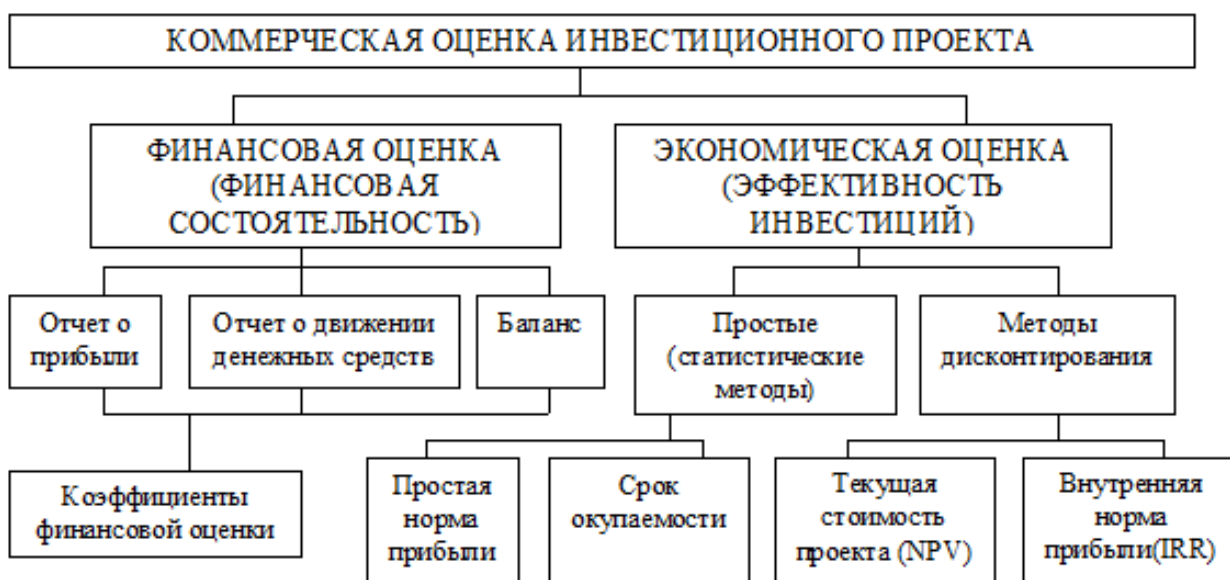 КОММЕРЧЕСКАЯ ОЦЕНКА ИНВЕСТИЦИОННОГО ПРОЕКТА
ФИНАНСОВАЯ ОЦЕНКА
(ФИНАНСОВАЯ
СОСТОЯТЕЛЬНОСТЬ)
ЭКОНОМИЧЕСКАЯ ОЦЕНКА
(ЭФФЕКТИВНОСТЬ
ИНВЕСТИЦИЙ)
Отчет о
прибыли
Отчет о движении
денежных средств
Баланс
Простые
(статистические
методы)
Методы
дисконтирования
Коэффициенты
финансовой оценки
Простая
норма
прибыли
Срок
окупаемости
Текущая
стоимость
проекта (NPV)
Внутренняя
норма
прибыли(IRR)